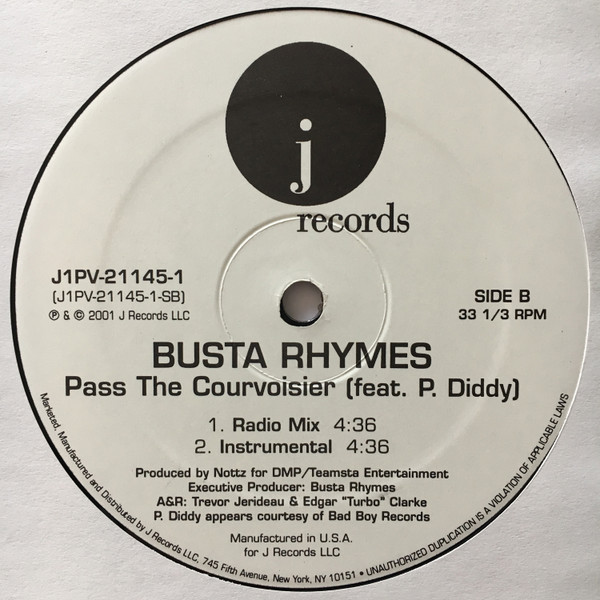 j
records
J1PV-21145-1
(J1PV-21145-1-SB)
℗ & © 2001 J Records LLC
SIDE B
33 1/3 RPM
BUSTA RHYMES
Pass The Courvoisier (feat. P. Diddy)
1. Radio Mix 4:36
2. Instrumental 4:36
Produced by Nottz for DMP/Teamsta Entertainment
Executive Producer: Busta Rhymes
A&R: Trevor Jerideau & Edgar "Turbo" Clarke
P. Diddy appears courtesy of Bad Boy Records
Manufactured in U.S.A.
for J Records LLC
Marketed, Manufactured and Distributed by J Records LLC, 745 Fifth Avenue, New York, NY 10151 • UNAUTHORIZED DUPLICATION IS A VIOLATION OF APPLICABLE LAWS